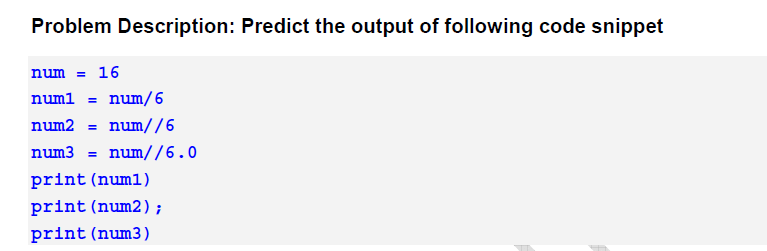 Problem Description: Predict the output of following code snippet
num = 16
num1 = num/6
num2 = num//6
num3 = num//6.0
print(num1)
print(num2);
print(num3)